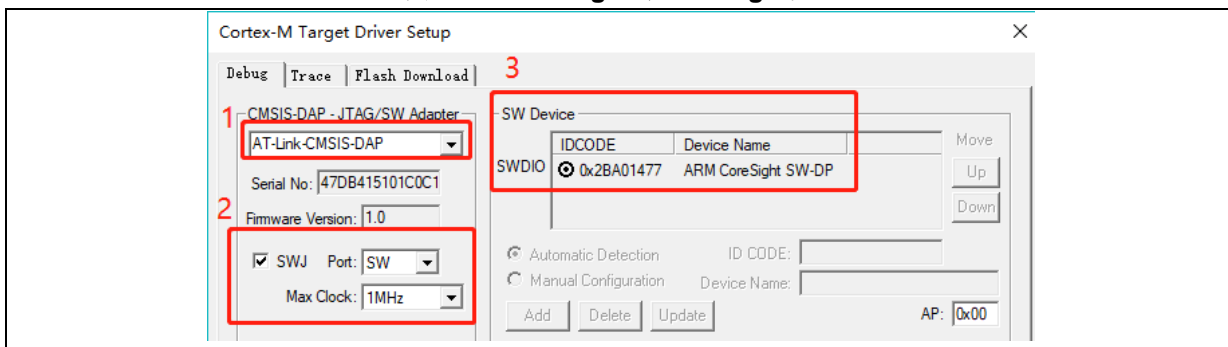 Cortex-M Target Driver Setup
Debug Trace Flash Download
3
1
CMSIS-DAP - JTAG/SW Adapter
AT-Link-CMSIS-DAP
Serial No: 47DB415101C0C1
2
Firmware Version: 1.0
SWJ Port: SW
Max Clock: 1MHz
SW Device
IDCODE Device Name
SWDIO 0x2BA01477 ARM CoreSight SW-DP
Move
Up
Down
Automatic Detection ID CODE:
Manual Configuration Device Name:
Add Delete Update AP: 0x00